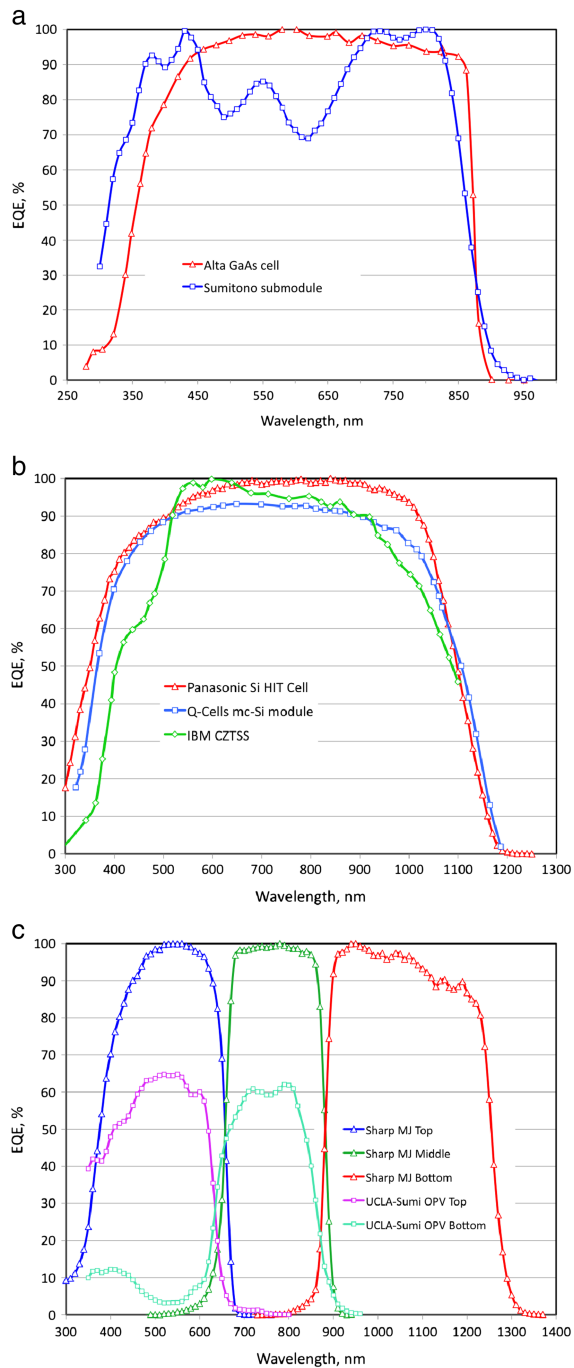 a
EQE, %
100
90
80
70
60
50
40
30
20
10
0
Alta GaAs cell
Sumitono submodule
250 350 450 550 650 750 850 950
Wavelength, nm
b
EQE, %
100
90
80
70
60
50
40
30
20
10
0
Panasonic Si HIT Cell
Q-Cells mc-Si module
IBM CZTSS
300 400 500 600 700 800 900 1000 1100 1200 1300
Wavelength, nm
c
EQE, %
100
90
80
70
60
50
40
30
20
10
0
Sharp MJ Top
Sharp MJ Middle
Sharp MJ Bottom
UCLA-Sumi OPV Top
UCLA-Sumi OPV Bottom
300 400 500 600 700 800 900 1000 1100 1200 1300 1400
Wavelength, nm